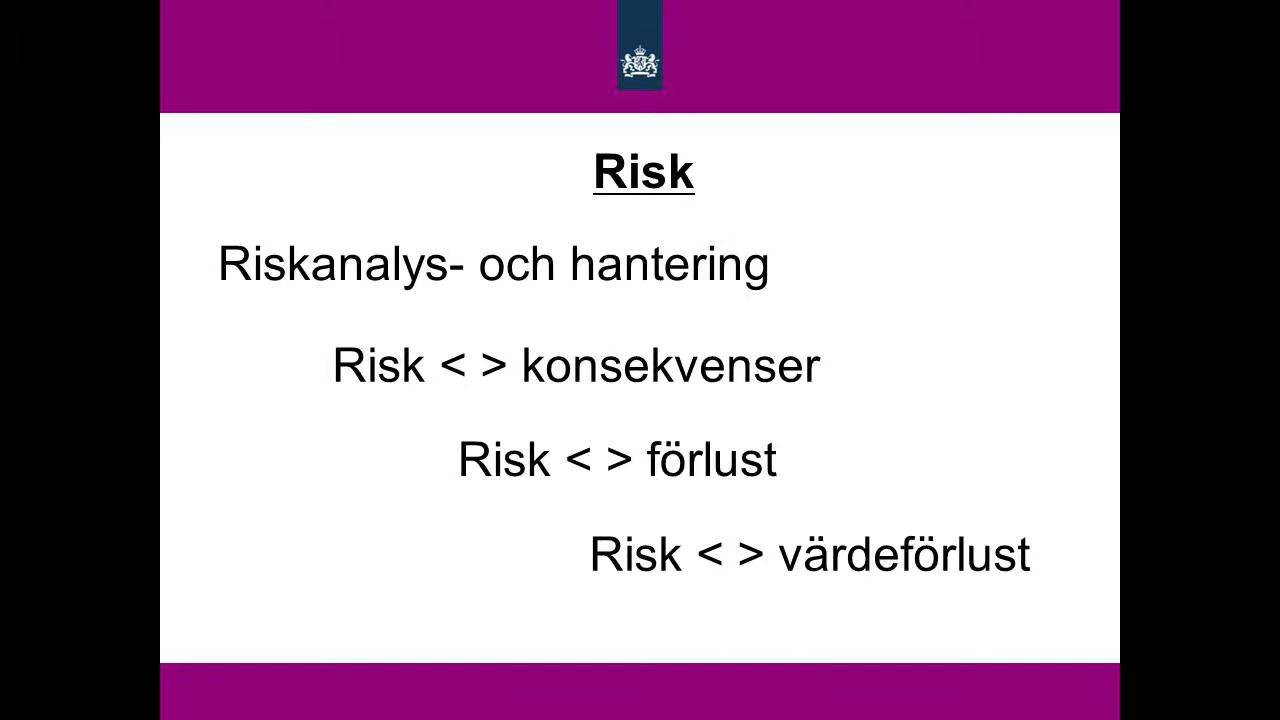 Risk
Riskanalys- och hantering
Risk < > konsekvenser
Risk < > förlust
Risk < > värdeförlust